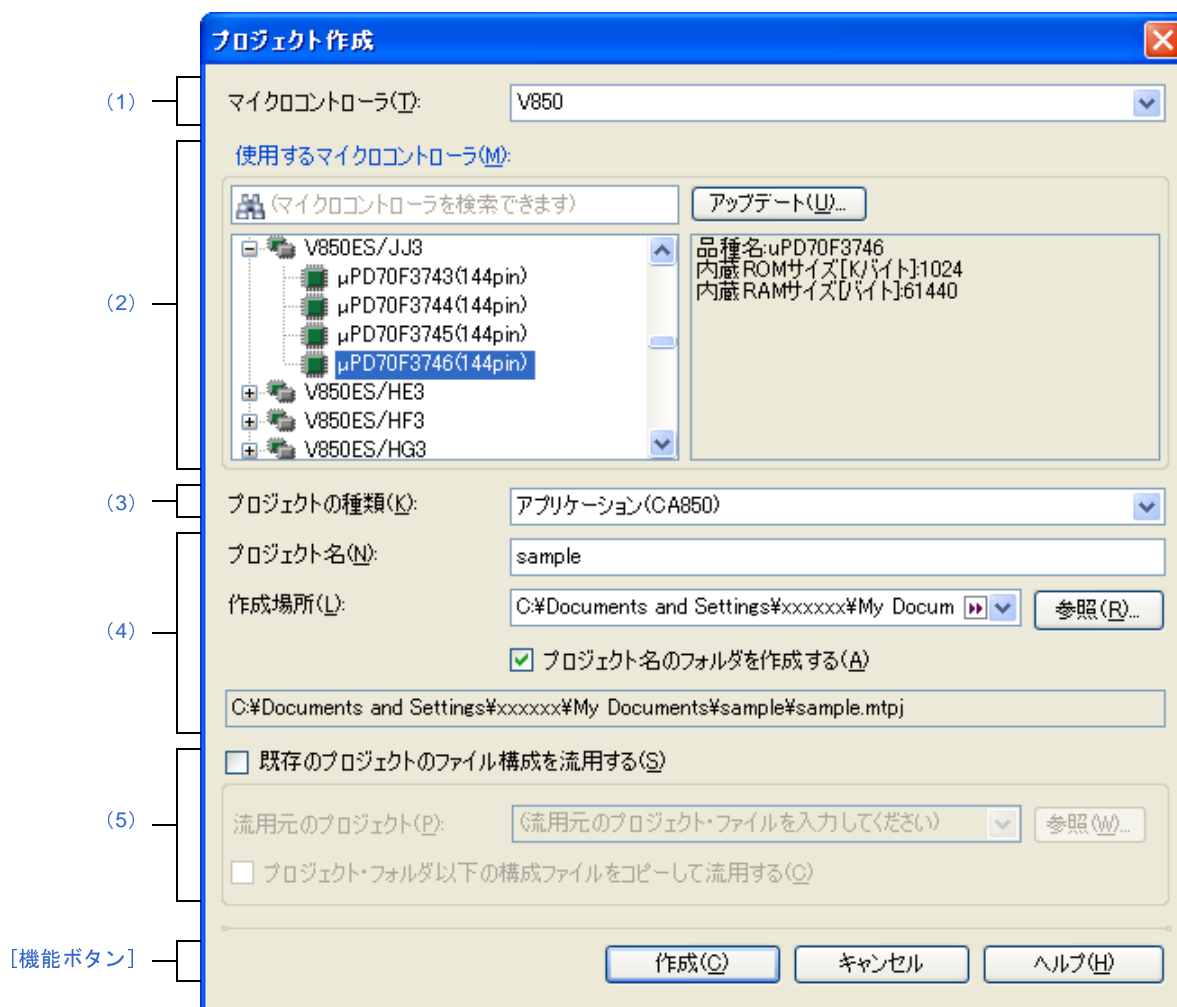 プロジェクト作成
(1)
マイクロコントローラ(T):
V850
(2)
使用するマイクロコントローラ(M):
(マイクロコントローラを検索できます)
アップデート(U)...
V850ES/JJ3
µPD70F3743(144pin)
µPD70F3744(144pin)
µPD70F3745(144pin)
µPD70F3746(144pin)
V850ES/HE3
V850ES/HF3
V850ES/HG3
品種名:uPD70F3746
内蔵ROMサイズ[Kバイト]:1024
内蔵RAMサイズ[バイト]:61440
(3)
プロジェクトの種類(K):
アプリケーション(CA850)
(4)
プロジェクト名(N):
sample
作成場所(L):
C:¥Documents and Settings¥xxxxxx¥My Docum
参照(R)...
プロジェクト名のフォルダを作成する(A)
C:¥Documents and Settings¥xxxxxx¥My Documents¥sample¥sample.mtpj
(5)
既存のプロジェクトのファイル構成を流用する(S)
流用元のプロジェクト(P):
(流用元のプロジェクト・ファイルを入力してください)
参照(W)...
プロジェクト・フォルダ以下の構成ファイルをコピーして流用する(C)
[機能ボタン]
作成(C)
キャンセル
ヘルプ(H)